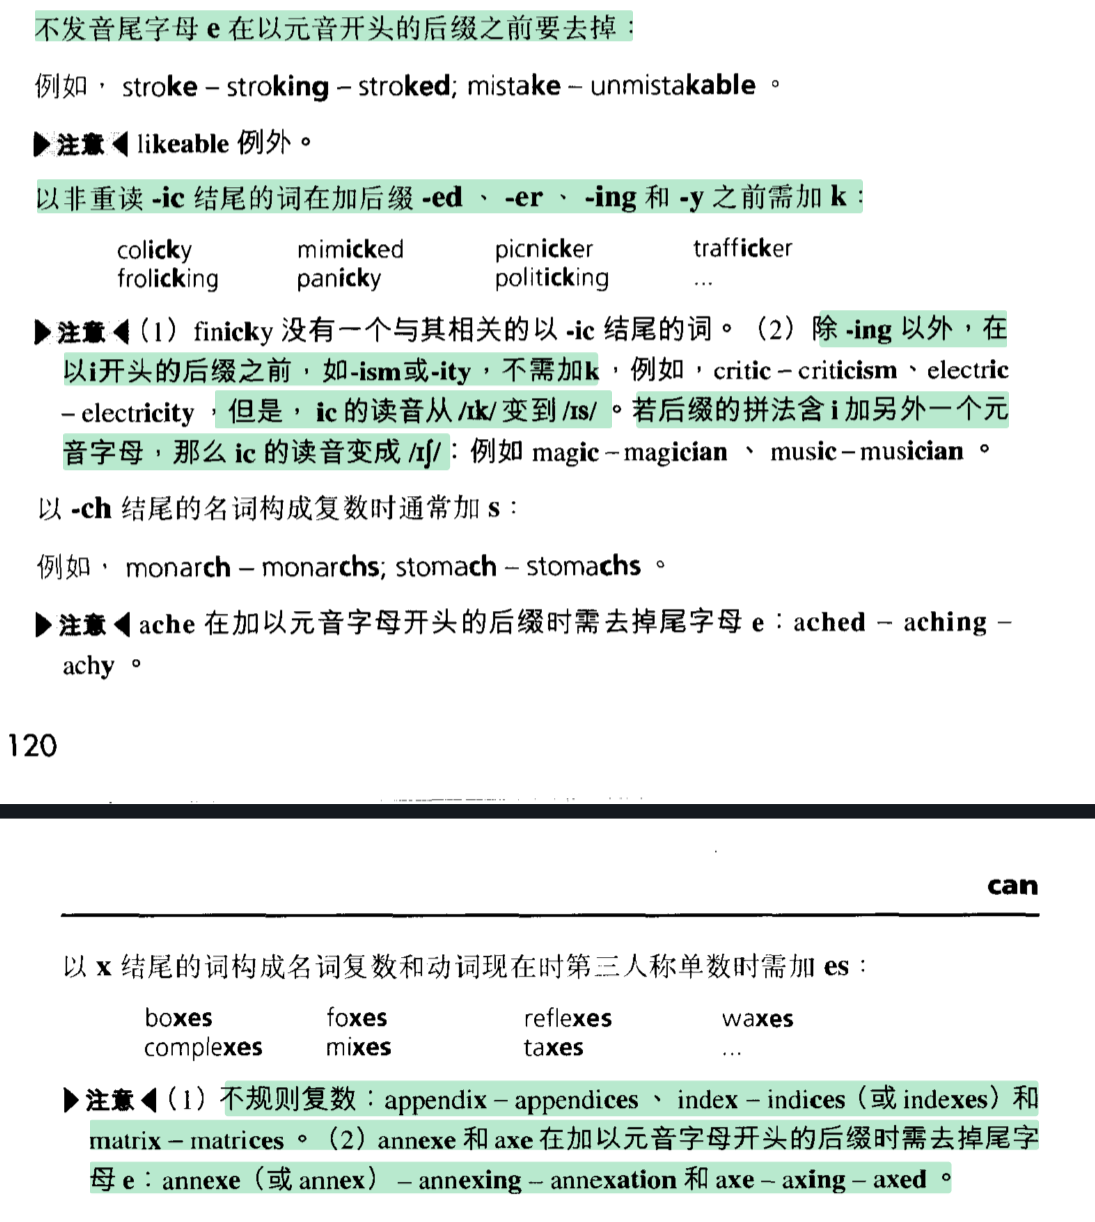 不发音尾字母 e 在以元音开头的后缀之前要去掉：
例如， stroke – stroking – stroked; mistake – unmistakable 。
▶注意◀ likeable 例外。
以非重读 -ic 结尾的词在加后缀 -ed 、 -er 、 -ing 和 -y 之前需加 k：
colicky mimicked picnicker trafficker
frolicking panicky politicking ...
▶注意◀（1）finicky 没有一个与其相关的以 -ic 结尾的词。（2）除 -ing 以外，在
以i开头的后缀之前，如-ism或-ity，不需加k，例如，critic – criticism、electric
– electricity，但是， ic 的读音从 /ɪk/ 变到 /ɪs/ 。若后缀的拼法含 i 加另外一个元
音字母，那么 ic 的读音变成 /ɪʃ/：例如 magic – magician 、 music – musician 。
以 -ch 结尾的名词构成复数时通常加 s：
例如， monarch – monarchs; stomach – stomachs 。
▶注意◀ ache 在加以元音字母开头的后缀时需去掉尾字母 e：ached – aching –
achy 。
120
can
以 x 结尾的词构成名词复数和动词现在时第三人称单数时需加 es：
boxes foxes reflexes waxes
complexes mixes taxes ...
▶注意◀（1）不规则复数：appendix – appendices 、 index – indices（或 indexes）和
matrix – matrices 。（2）annexe 和 axe 在加以元音字母开头的后缀时需去掉尾字
母 e：annexe（或 annex） – annexing – annexation 和 axe – axing – axed 。